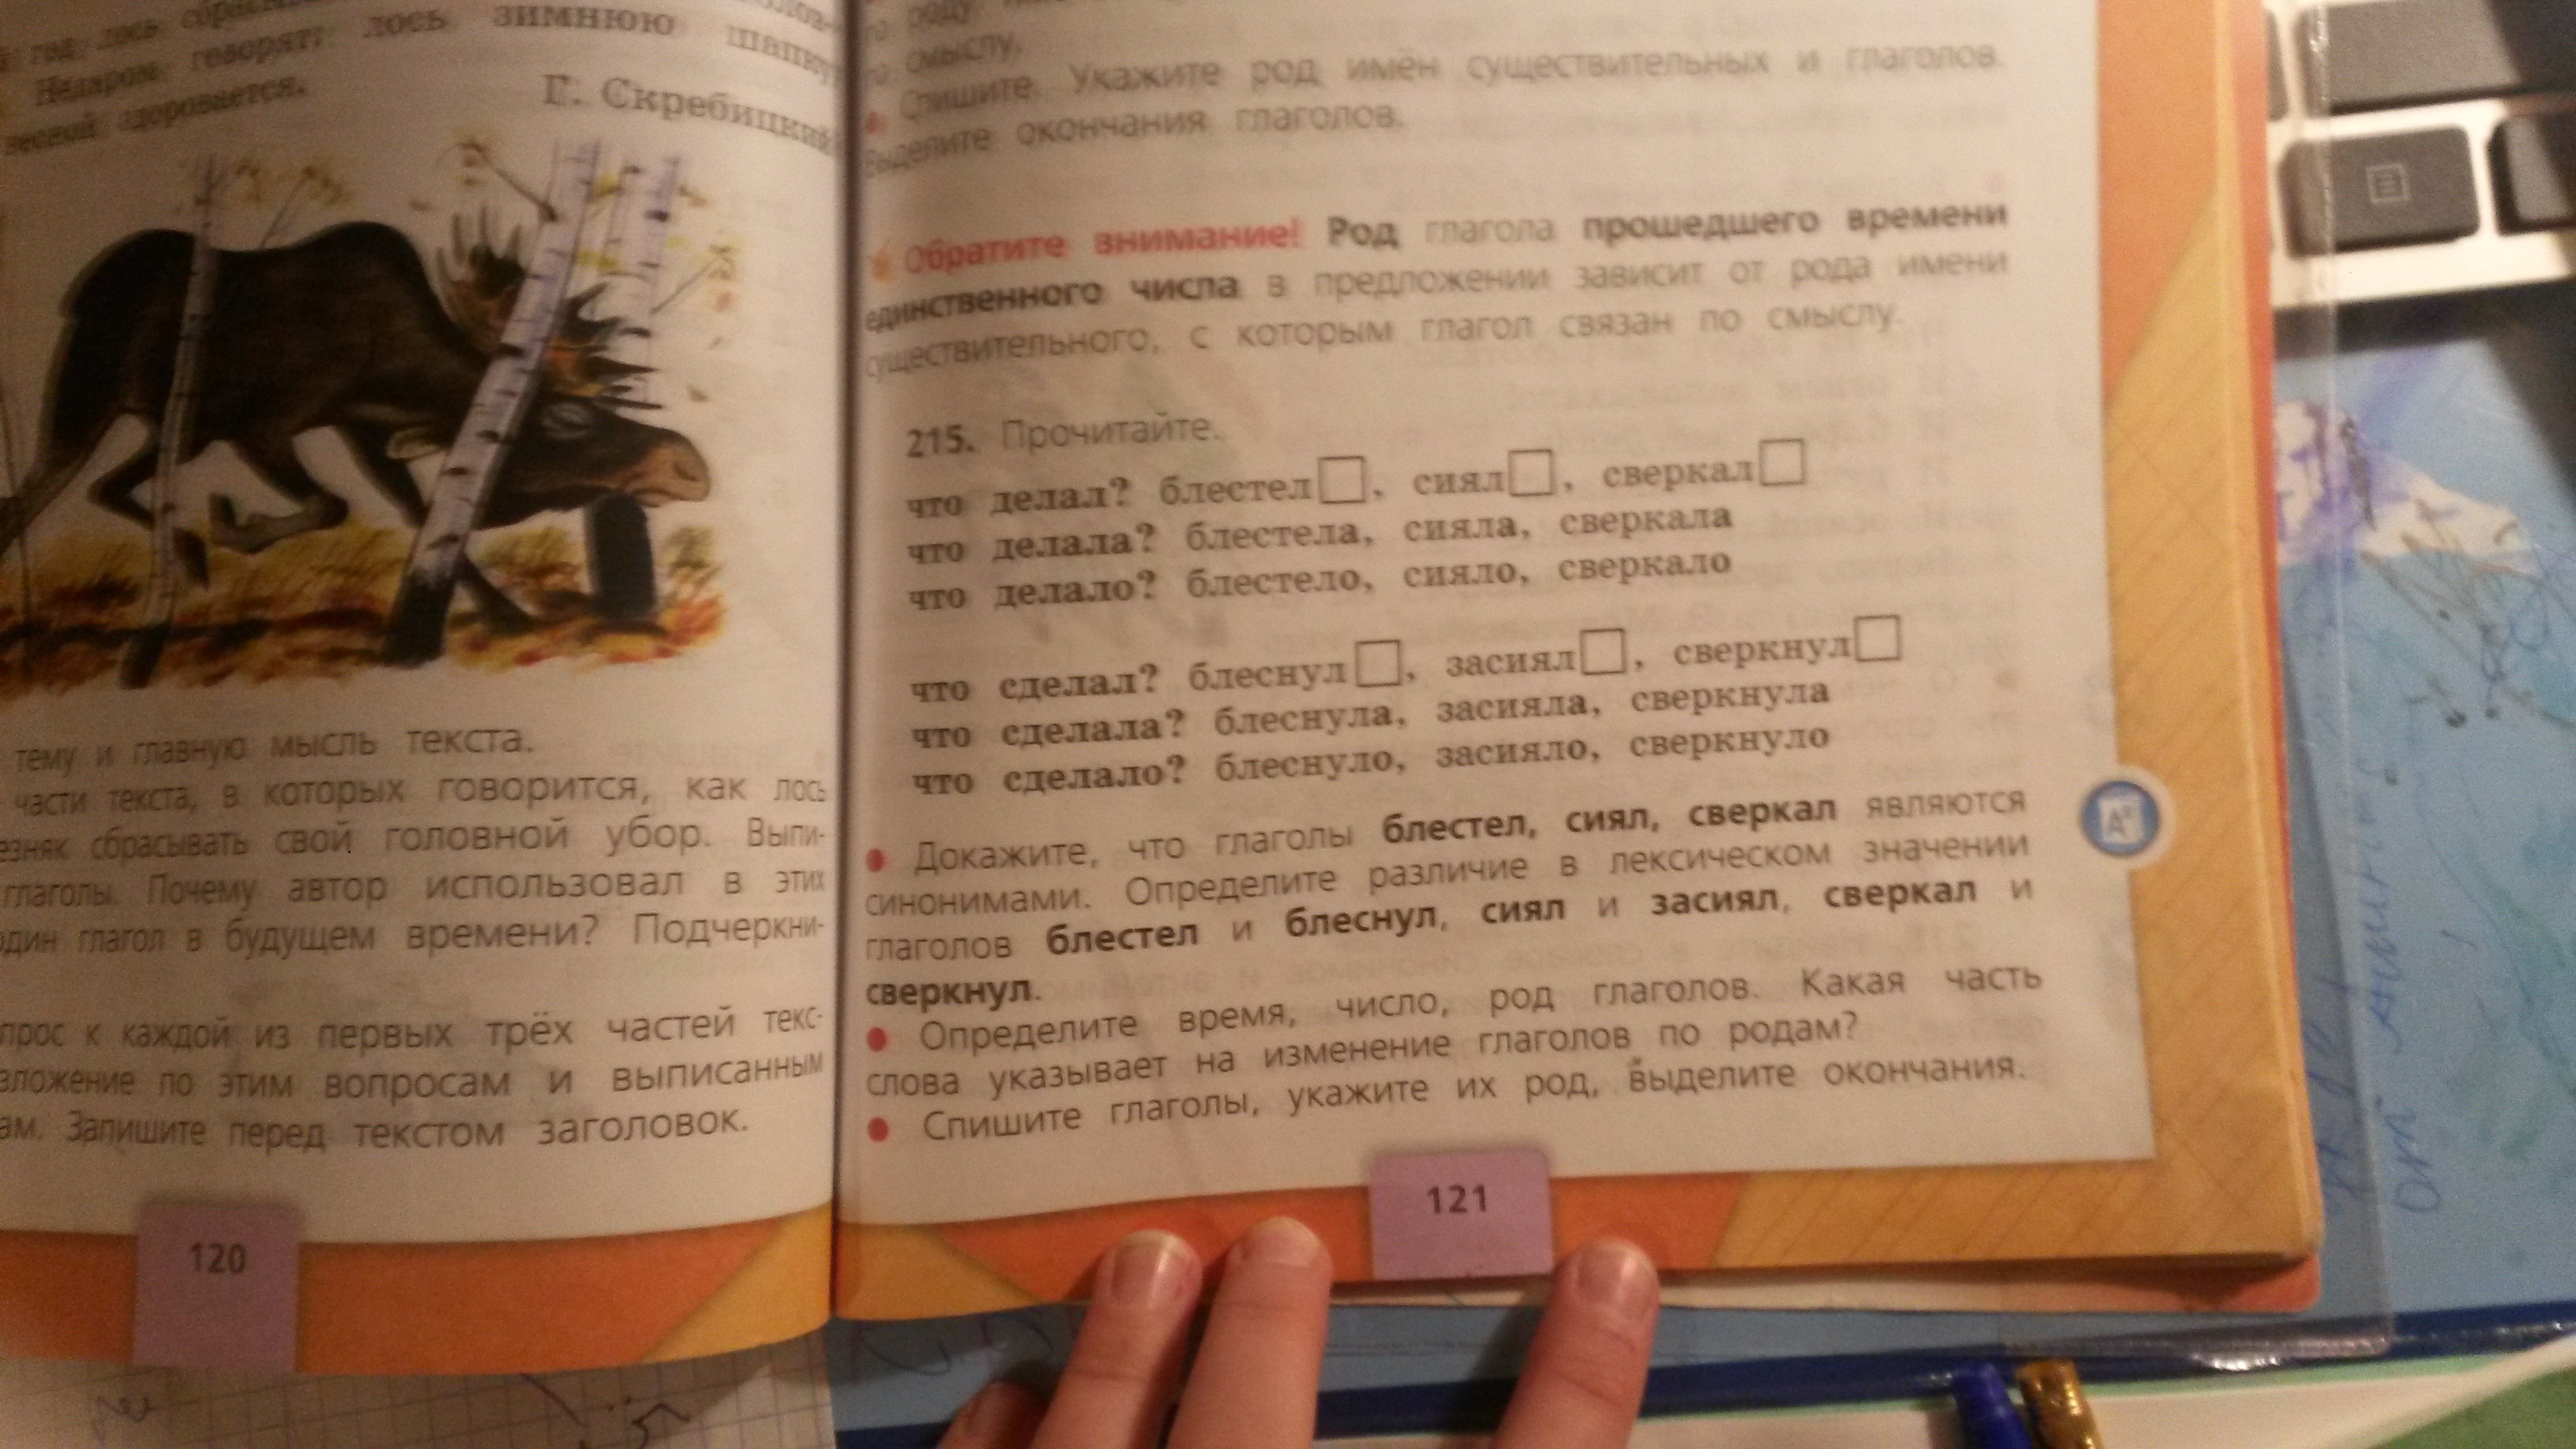 год лось
Недаром говорят: лось зимнюю шапку
весной здоровается.
Г. Скребицкий
тему и главную мысль текста.
части текста, в которых говорится, как лось
сбрасывать свой головной убор. Выпи-
глаголы. Почему автор использовал в этих
один глагол в будущем времени? Подчеркни-
к каждой из первых трёх частей текс-
по этим вопросам и выписанным
Запишите перед текстом заголовок.
120
смыслу.
• Спишите. Укажите род имён существительных и глаголов.
Выделите окончания глаголов.
Обратите внимание! Род глагола прошедшего времени
единственного числа в предложении зависит от рода имени
существительного, с которым глагол связан по смыслу.
215. Прочитайте.
что делал? блестел□, сиял□, сверкал□
что делала? блестела, сияла, сверкала
что делало? блестело, сияло, сверкало
что сделал? блеснул□, засиял□, сверкнул□
что сделала? блеснула, засияла, сверкнула
что сделало? блеснуло, засияло, сверкнуло
• Докажите, что глаголы блестел, сиял, сверкал являются
синонимами. Определите различие в лексическом значении
глаголов блестел и блеснул, сиял и засиял, сверкал и
сверкнул.
• Определите время, число, род глаголов. Какая часть
слова указывает на изменение глаголов по родам?
• Спишите глаголы, укажите их род, выделите окончания.
121